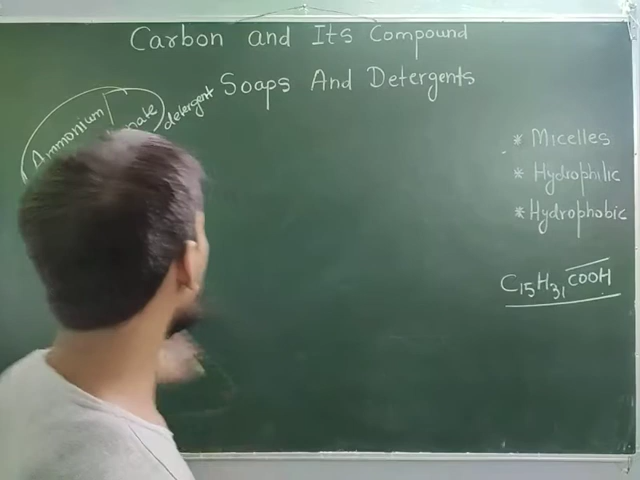 Carbon and Its Compound
Soaps And Detergents
Ammonium
detergent
* Micelles
* Hydrophilic
* Hydrophobic
C₁₅H₃₁COOH